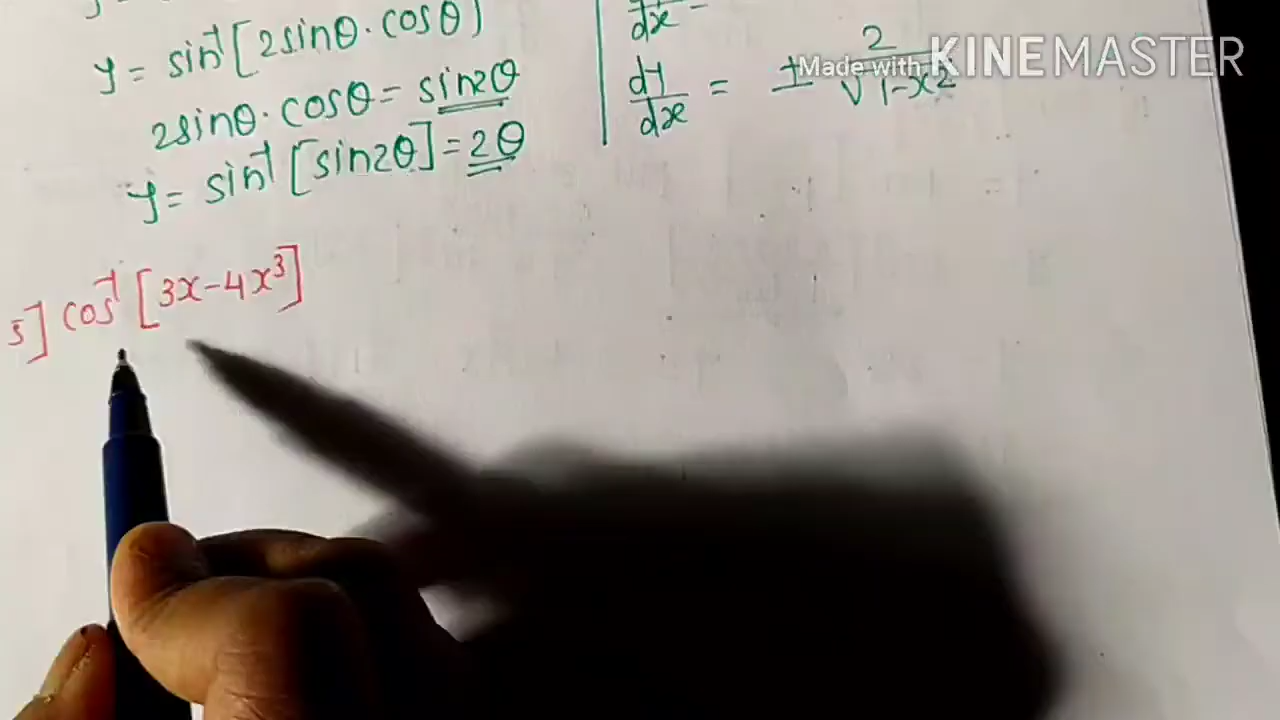 y = sin⁻¹[2sinθ.cosθ]
2sinθ.cosθ = sin2θ
y = sin⁻¹[sin2θ] = 2θ
dx
dy/dx = ± 2/√1-x2
Made with KINEMASTER
5] cos⁻¹[3x-4x³]